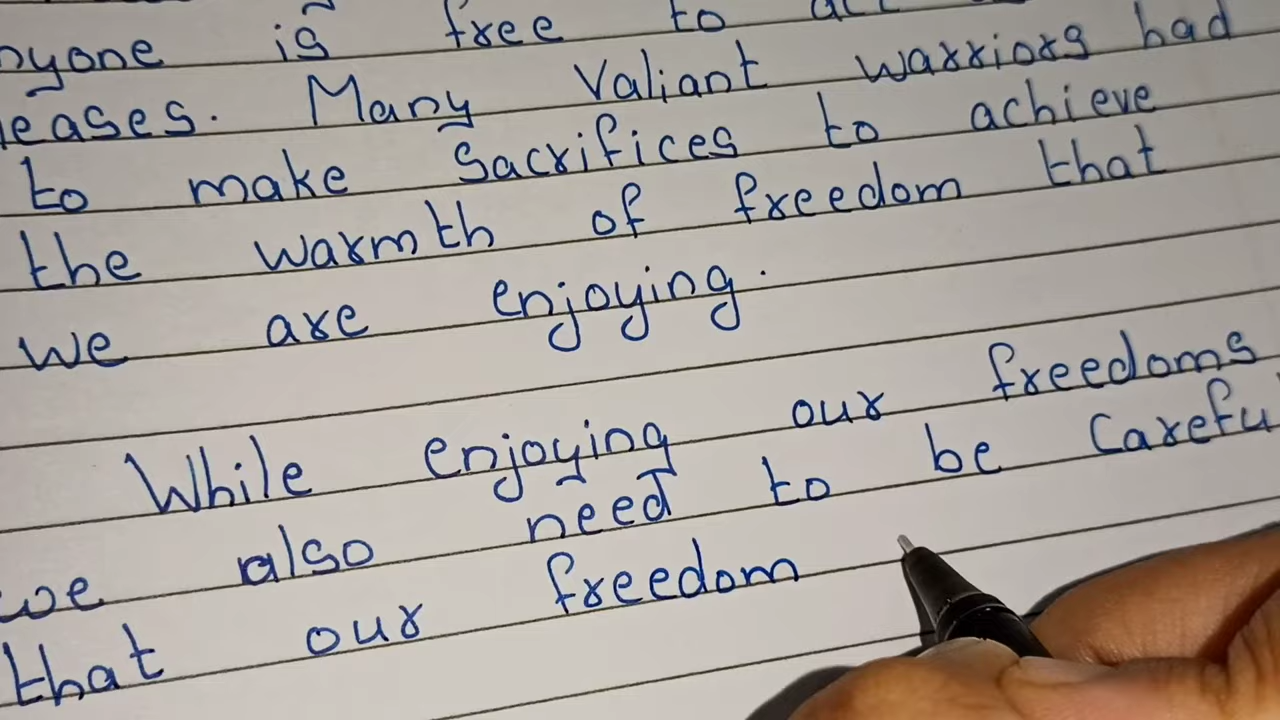 is free to
Many Valiant warriors had
to make Sacrifices to achieve
the warmth of freedom that
we are enjoying.
While enjoying our freedoms
we also need to be
that our freedom